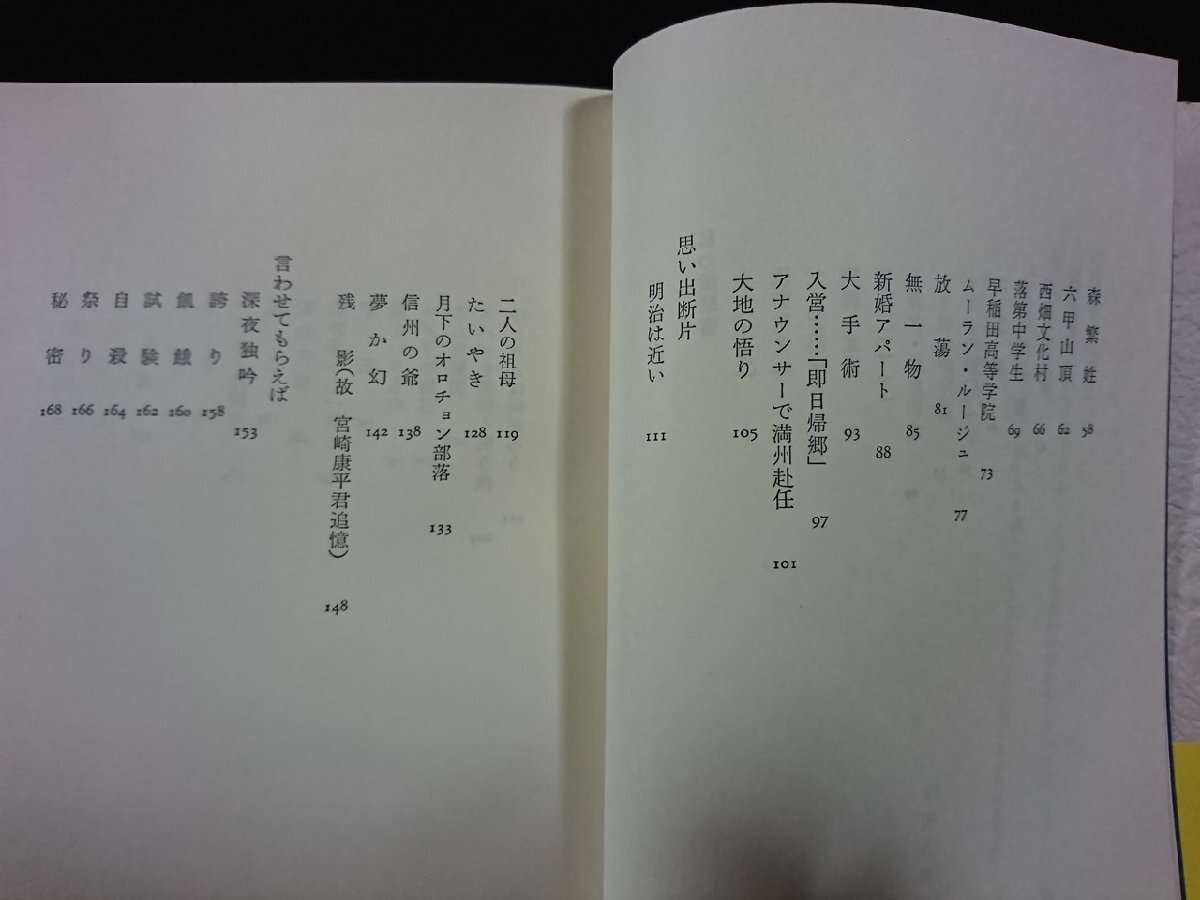 森繁姓 58
六甲山頂 62
西畑文化村 66
落第中学生 69
早稲田高等学院 73
ムーラン・ルージュ 77
放蕩 81
無一物 85
新婚アパート 88
大手術 93
入営……「即日帰郷」 97
アナウンサーで満州赴任 101
大地の悟り 105
思い出断片
明治は近い 111
二人の祖母 119
たいやき 128
月下のオロチョン部落 133
信州の爺 138
夢か幻 142
残影(故 宮崎康平君追憶) 148
言わせてもらえば
深夜独吟 153
誇り 158
飢餓 160
試験 162
自殺 164
祭り 166
秘密 168